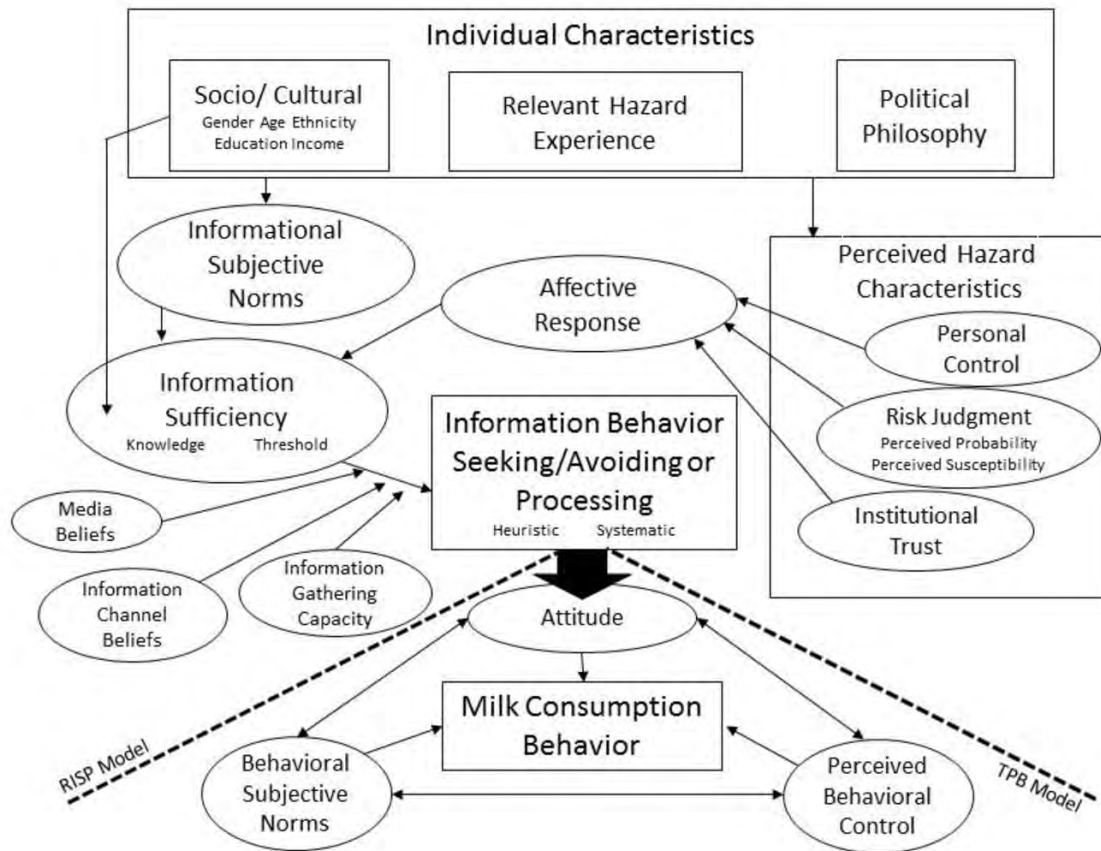 Individual Characteristics
Socio/ Cultural
Gender Age Ethnicity
Education Income
Relevant Hazard
Experience
Political
Philosophy
Informational
Subjective
Norms
Affective
Response
Perceived Hazard
Characteristics
Personal
Control
Risk Judgment
Perceived Probability
Perceived Susceptibility
Institutional
Trust
Information
Sufficiency
Knowledge Threshold
Information Behavior
Seeking/Avoiding or
Processing
Heuristic Systematic
Media
Beliefs
Information
Channel
Beliefs
Information
Gathering
Capacity
Attitude
Milk Consumption
Behavior
RISP Model
TPB Model
Behavioral
Subjective
Norms
Perceived
Behavioral
Control